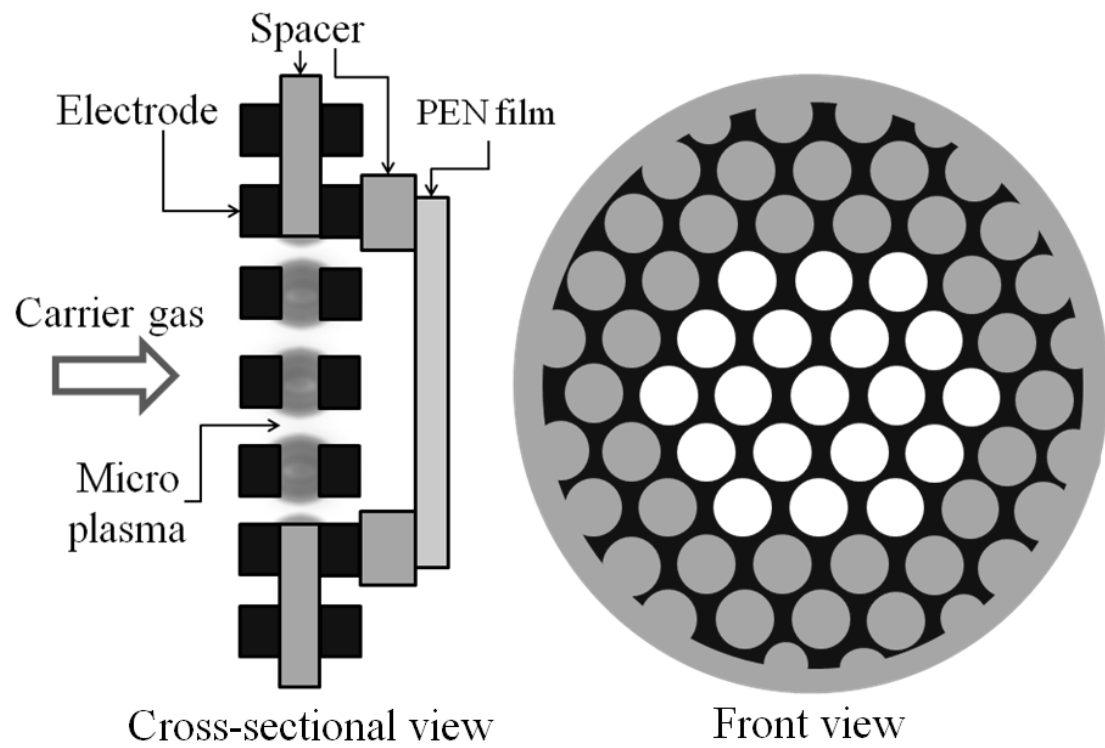 Spacer
Electrode
PEN film
Carrier gas
Micro
plasma
Cross-sectional view
Front view